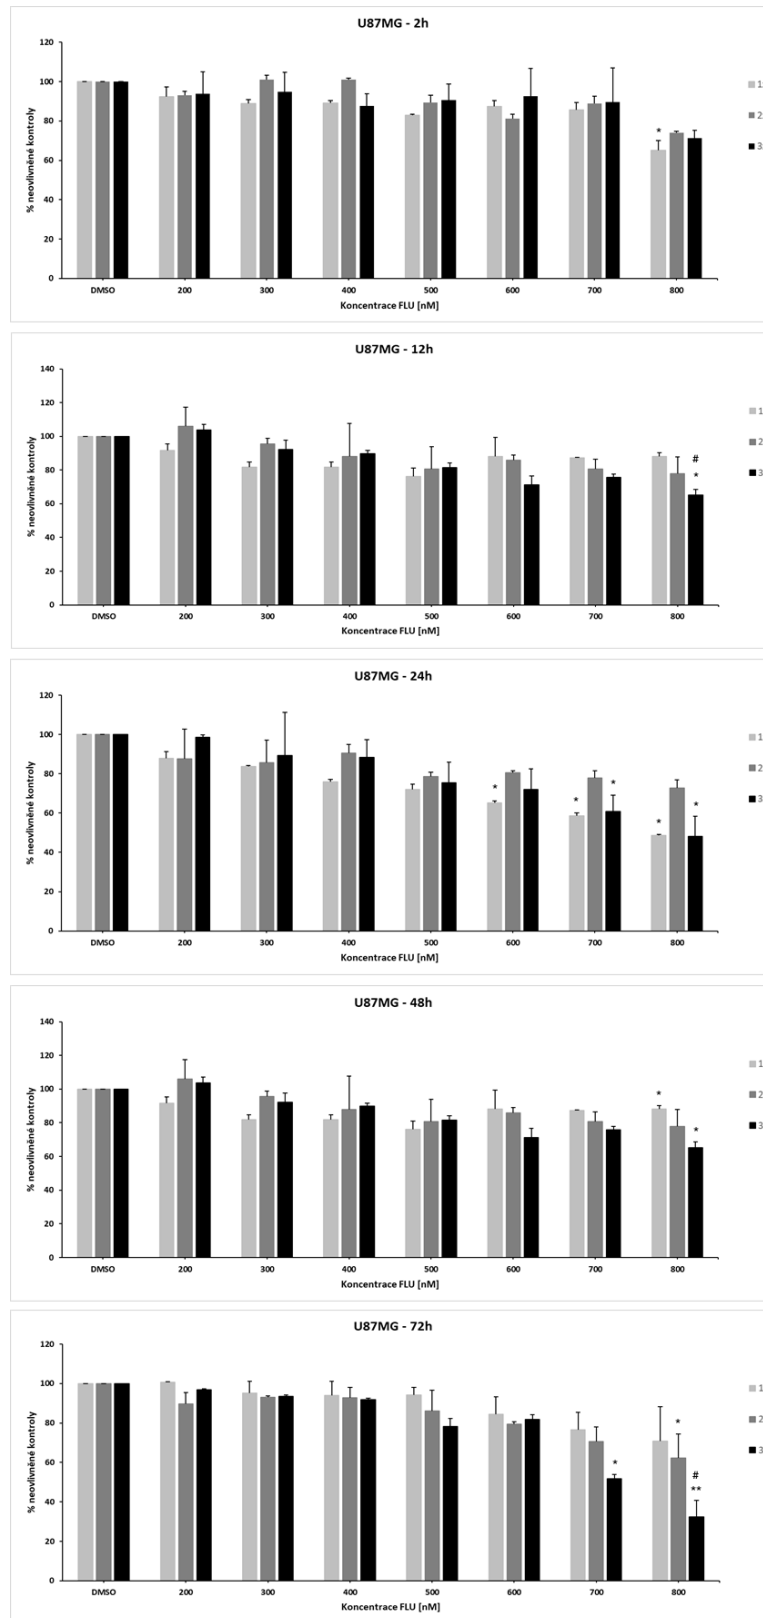 U87MG - 2h
% neovlivněné kontroly
120
100
80
60
40
20
0
*
DMSO 200 300 400 500 600 700 800
Koncentrace FLU [nM]
1
2
3
U87MG - 12h
% neovlivněné kontroly
140
120
100
80
60
40
20
0
#
*
DMSO 200 300 400 500 600 700 800
Koncentrace FLU [nM]
1
2
3
U87MG - 24h
% neovlivněné kontroly
120
100
80
60
40
20
0
* * * * *
DMSO 200 300 400 500 600 700 800
Koncentrace FLU [nM]
1
2
3
U87MG - 48h
% neovlivněné kontroly
140
120
100
80
60
40
20
0
* *
DMSO 200 300 400 500 600 700 800
Koncentrace FLU [nM]
1
2
3
U87MG - 72h
% neovlivněné kontroly
120
100
80
60
40
20
0
* *
#
**
DMSO 200 300 400 500 600 700 800
Koncentrace FLU [nM]
1
2
3